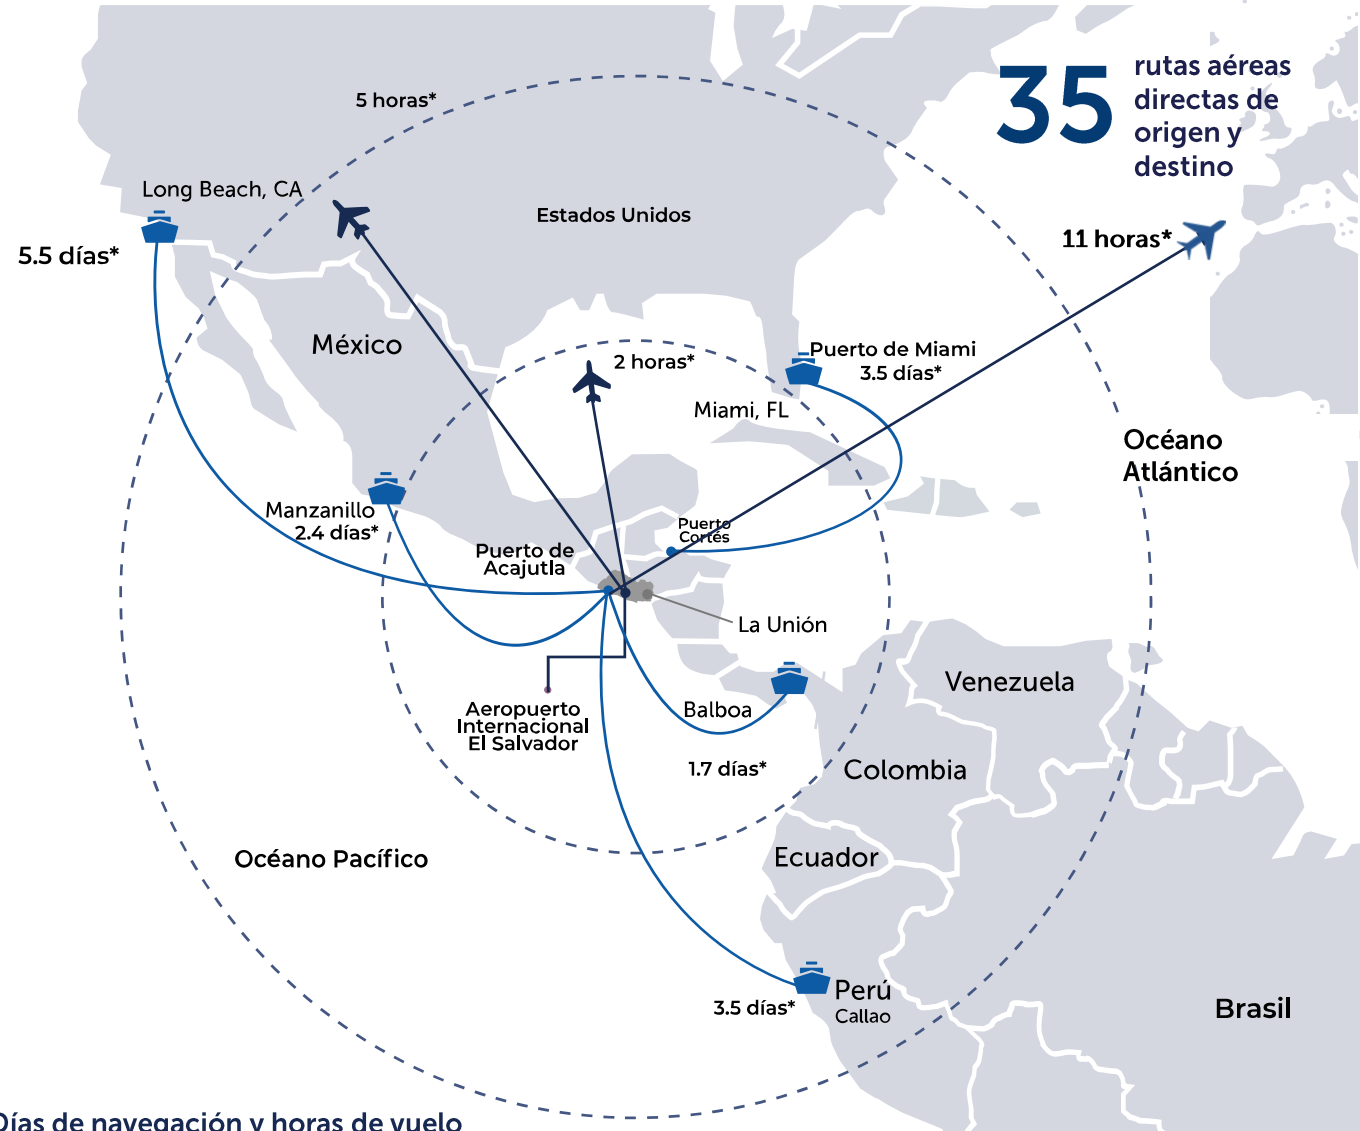 35
rutas aéreas
directas de
origen y
destino
5 horas*
Long Beach, CA
5.5 días*
Estados Unidos
11 horas*
México
2 horas*
Puerto de Miami
3.5 días*
Miami, FL
Océano
Atlántico
Manzanillo
2.4 días*
Puerto
Cortés
Puerto de
Acajutla
La Unión
Aeropuerto
Internacional
El Salvador
Balboa
1.7 días*
Venezuela
Colombia
Ecuador
Océano Pacífico
Perú
Callao
3.5 días*
Brasil
Días de navegación y horas de vuelo